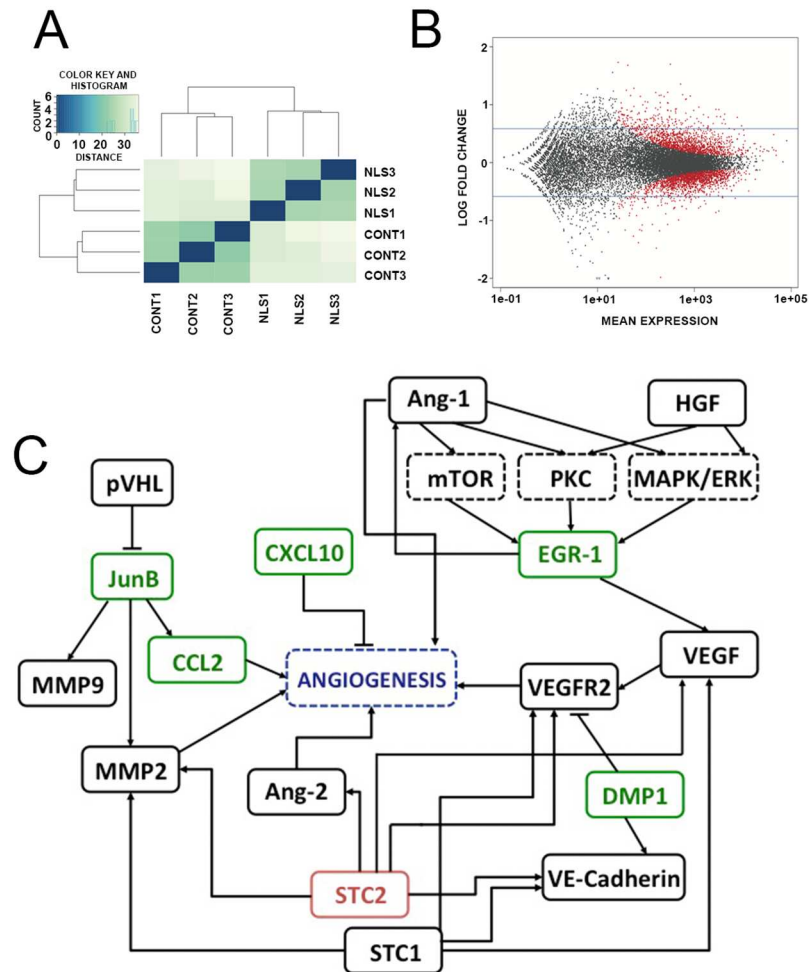 A
COLOR KEY AND
HISTOGRAM
COUNT
6
4
2
0
0 10 20 30
DISTANCE
NLS3
NLS2
NLS1
CONT1
CONT2
CONT3
CONT1
CONT2
CONT3
NLS1
NLS2
NLS3
B
LOG FOLD CHANGE
2
1
0
-1
-2
1e-01 1e+01 1e+03 1e+05
MEAN EXPRESSION
C
Ang-1
HGF
pVHL
mTOR
PKC
MAPK/ERK
CXCL10
EGR-1
JunB
CCL2
VEGF
MMP9
ANGIOGENESIS
VEGFR2
MMP2
Ang-2
DMP1
STC2
VE-Cadherin
STC1